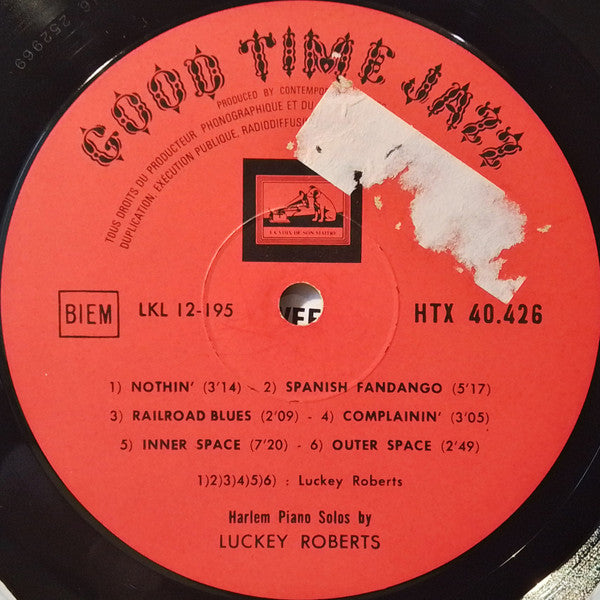 252969
GOOD TIME JAZZ
PRODUCED BY CONTEMPOR
TOUS DROITS DU PRODUCTEUR PHONOGRAPHIQUE ET DU
DUPLICATION, EXÉCUTION PUBLIQUE, RADIODIFFUSI
LA VOIX DE SON MAITRE
BIEM LKL 12-195 HTX 40.426
1) NOTHIN' (3'14) - 2) SPANISH FANDANGO (5'17)
3) RAILROAD BLUES (2'09) - 4) COMPLAININ' (3'05)
5) INNER SPACE (7'20) - 6) OUTER SPACE (2'49)
1)2)3)4)5)6) : Luckey Roberts
Harlem Piano Solos by
LUCKEY ROBERTS